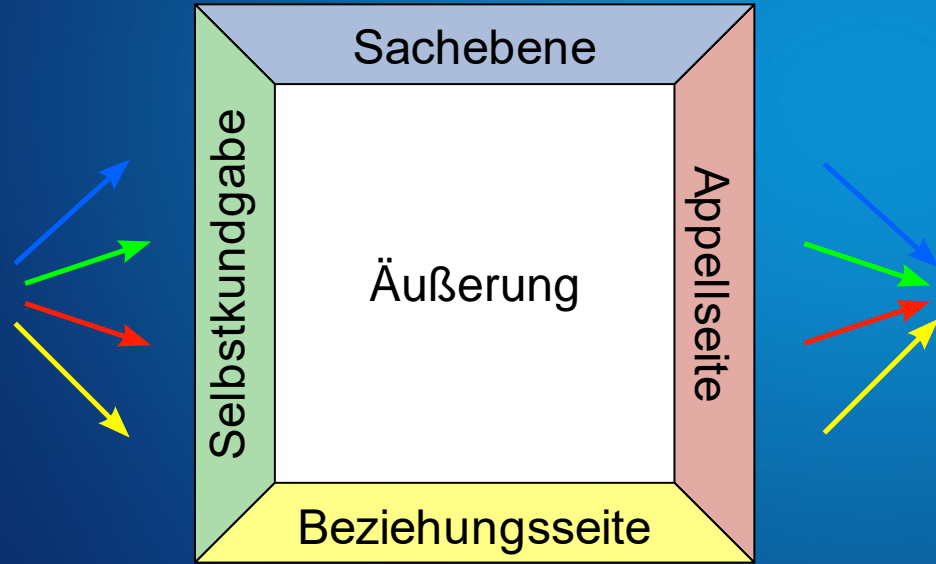 Sachebene
Selbstkundgabe
Äußerung
Appellseite
Beziehungsseite